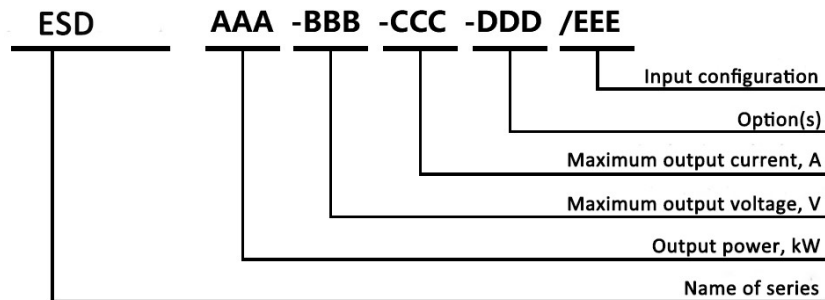 ESD AAA -BBB -CCC -DDD /EEE
Input configuration
Option(s)
Maximum output current, A
Maximum output voltage, V
Output power, kW
Name of series